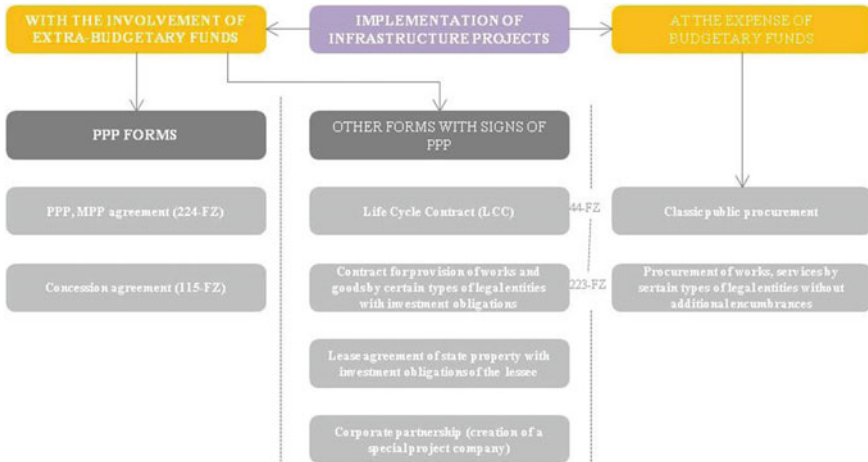 WITH THE INVOLVEMENT OF
EXTRA-BUDGETARY FUNDS
IMPLEMENTATION OF
INFRASTRUCTURE PROJECTS
AT THE EXPENSE OF
BUDGETARY FUNDS
PPP FORMS
OTHER FORMS WITH SIGNS OF
PPP
PPP, MPP agreement (224-FZ)
Life Cycle Contract (LCC)
44-FZ
Classic public procurement
Concession agreement (115-FZ)
Contract for provision of works and
goods by certain types of legal entities
with investment obligations
223-FZ
Procurement of works, services by
sertain types of legal entities without
additional encumbrances
Lease agreement of state property with
investment obligations of the lessee
Corporate partnership (creation of a
special project company)